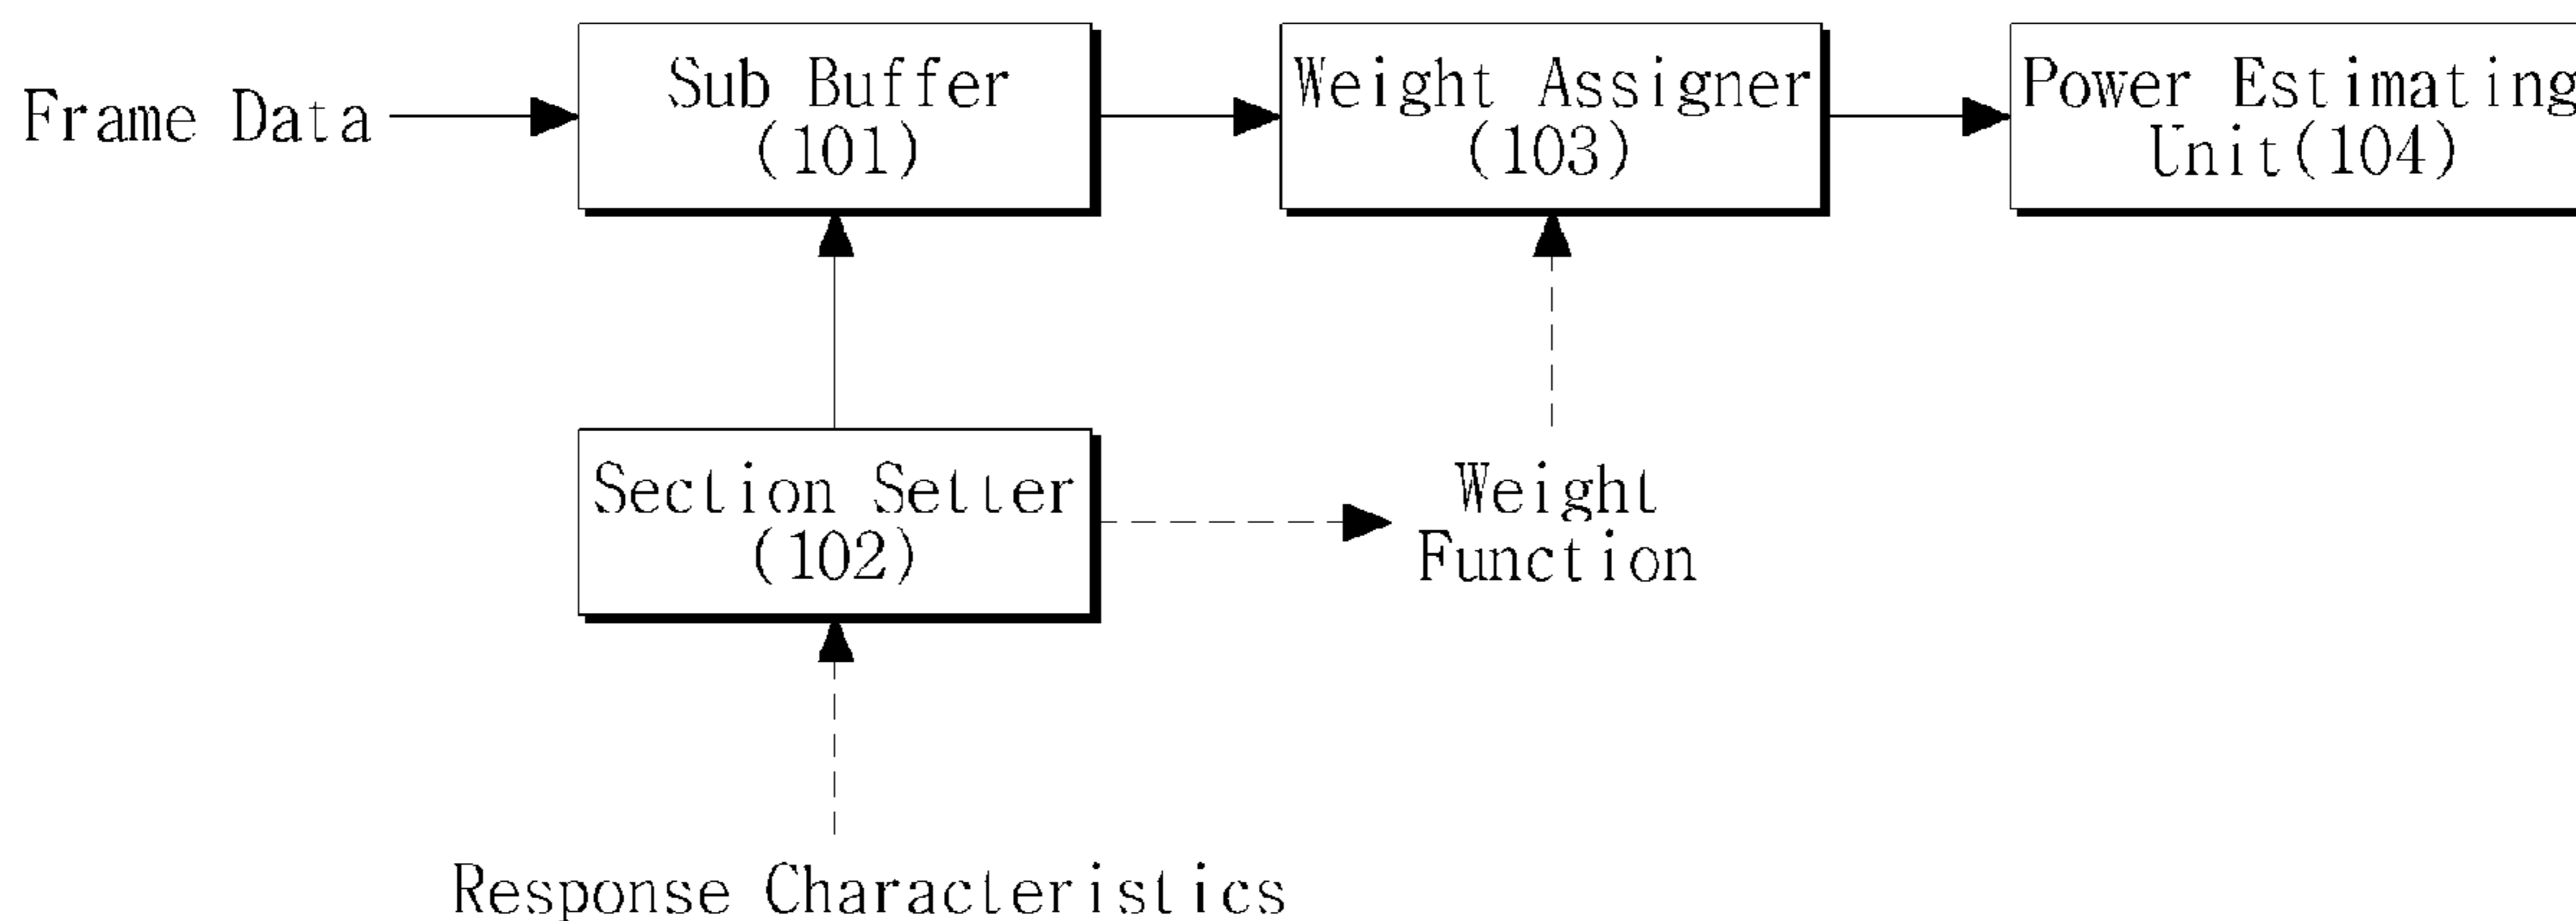 Frame Data
Sub Buffer
(101)
Weight Assigner
(103)
Power Estimating
Unit(104)
Section Setter
(102)
Weight
Function
Response Characteristics